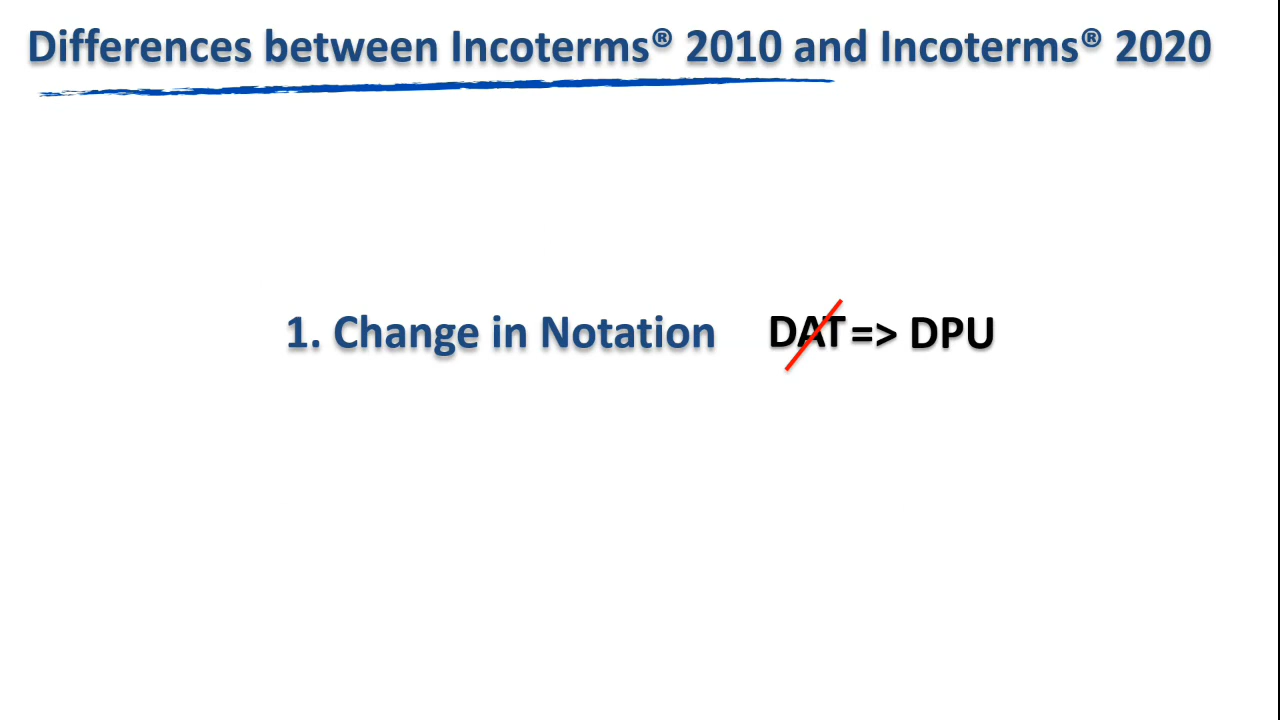 Differences between Incoterms® 2010 and Incoterms® 2020
1. Change in Notation DAT => DPU